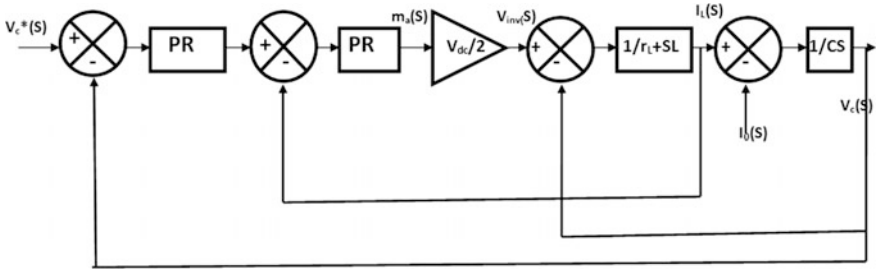 Vc*(S)
+
-
PR
+
-
PR
ma(S)
Vdc/2
Vinv(S)
+
-
1/rL+SL
IL(S)
+
-
I0(S)
1/CS
Vc(S)